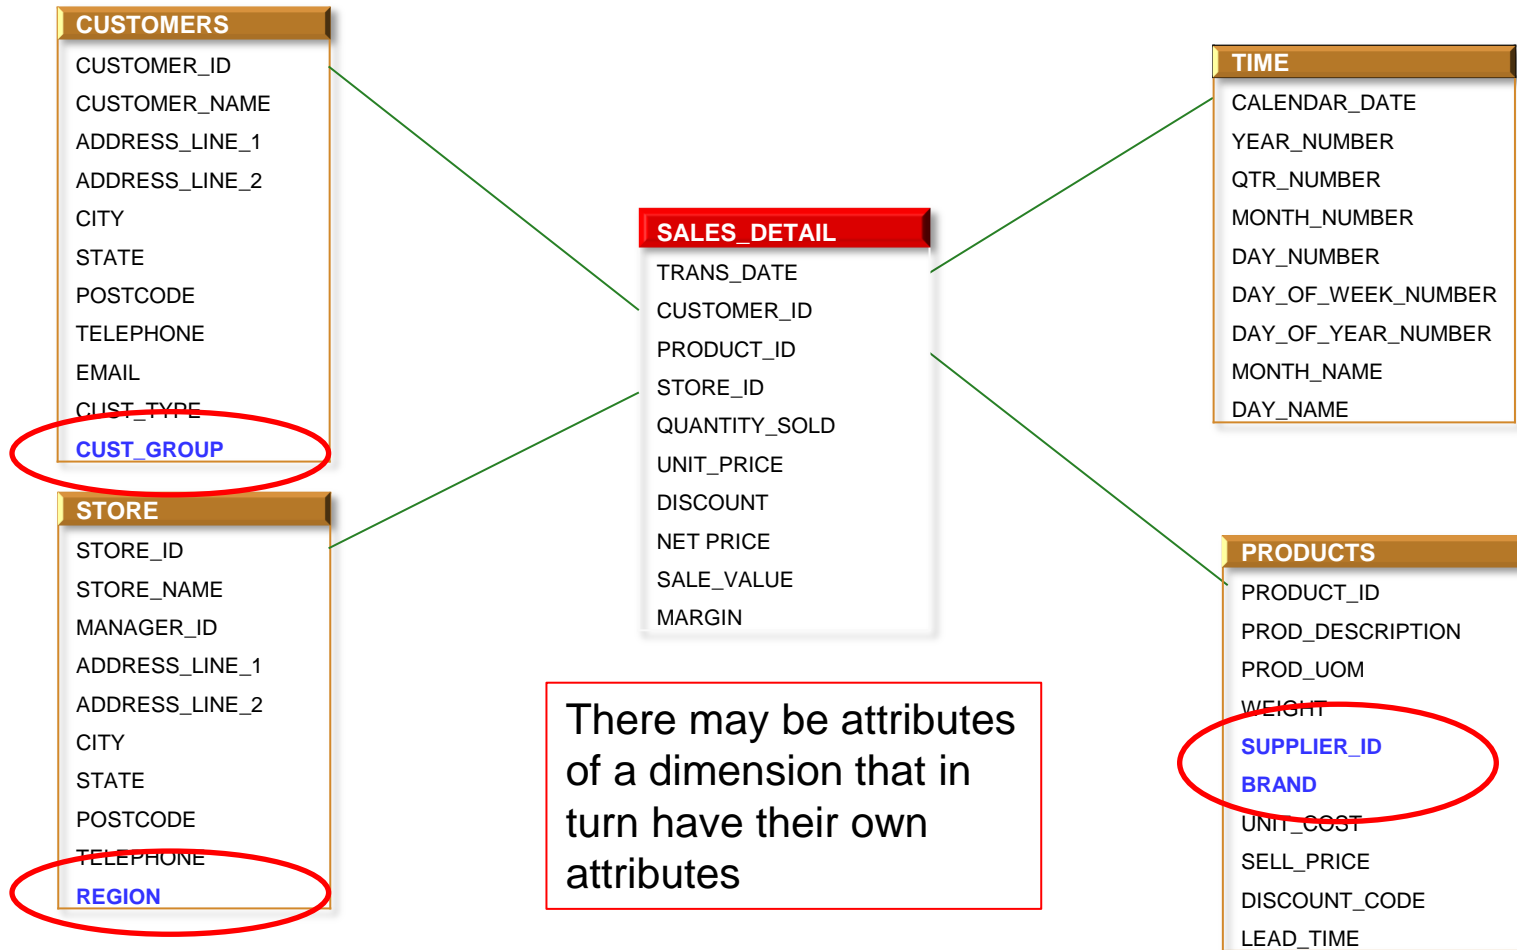 CUSTOMERS
CUSTOMER_ID
CUSTOMER_NAME
ADDRESS_LINE_1
ADDRESS_LINE_2
CITY
STATE
POSTCODE
TELEPHONE
EMAIL
CUST_TYPE
CUST_GROUP
STORE
STORE_ID
STORE_NAME
MANAGER_ID
ADDRESS_LINE_1
ADDRESS_LINE_2
CITY
STATE
POSTCODE
TELEPHONE
REGION
SALES_DETAIL
TRANS_DATE
CUSTOMER_ID
PRODUCT_ID
STORE_ID
QUANTITY_SOLD
UNIT_PRICE
DISCOUNT
NET PRICE
SALE_VALUE
MARGIN
There may be attributes
of a dimension that in
turn have their own
attributes
TIME
CALENDAR_DATE
YEAR_NUMBER
QTR_NUMBER
MONTH_NUMBER
DAY_NUMBER
DAY_OF_WEEK_NUMBER
DAY_OF_YEAR_NUMBER
MONTH_NAME
DAY_NAME
PRODUCTS
PRODUCT_ID
PROD_DESCRIPTION
PROD_UOM
WEIGHT
SUPPLIER_ID
BRAND
UNIT_COST
SELL_PRICE
DISCOUNT_CODE
LEAD_TIME